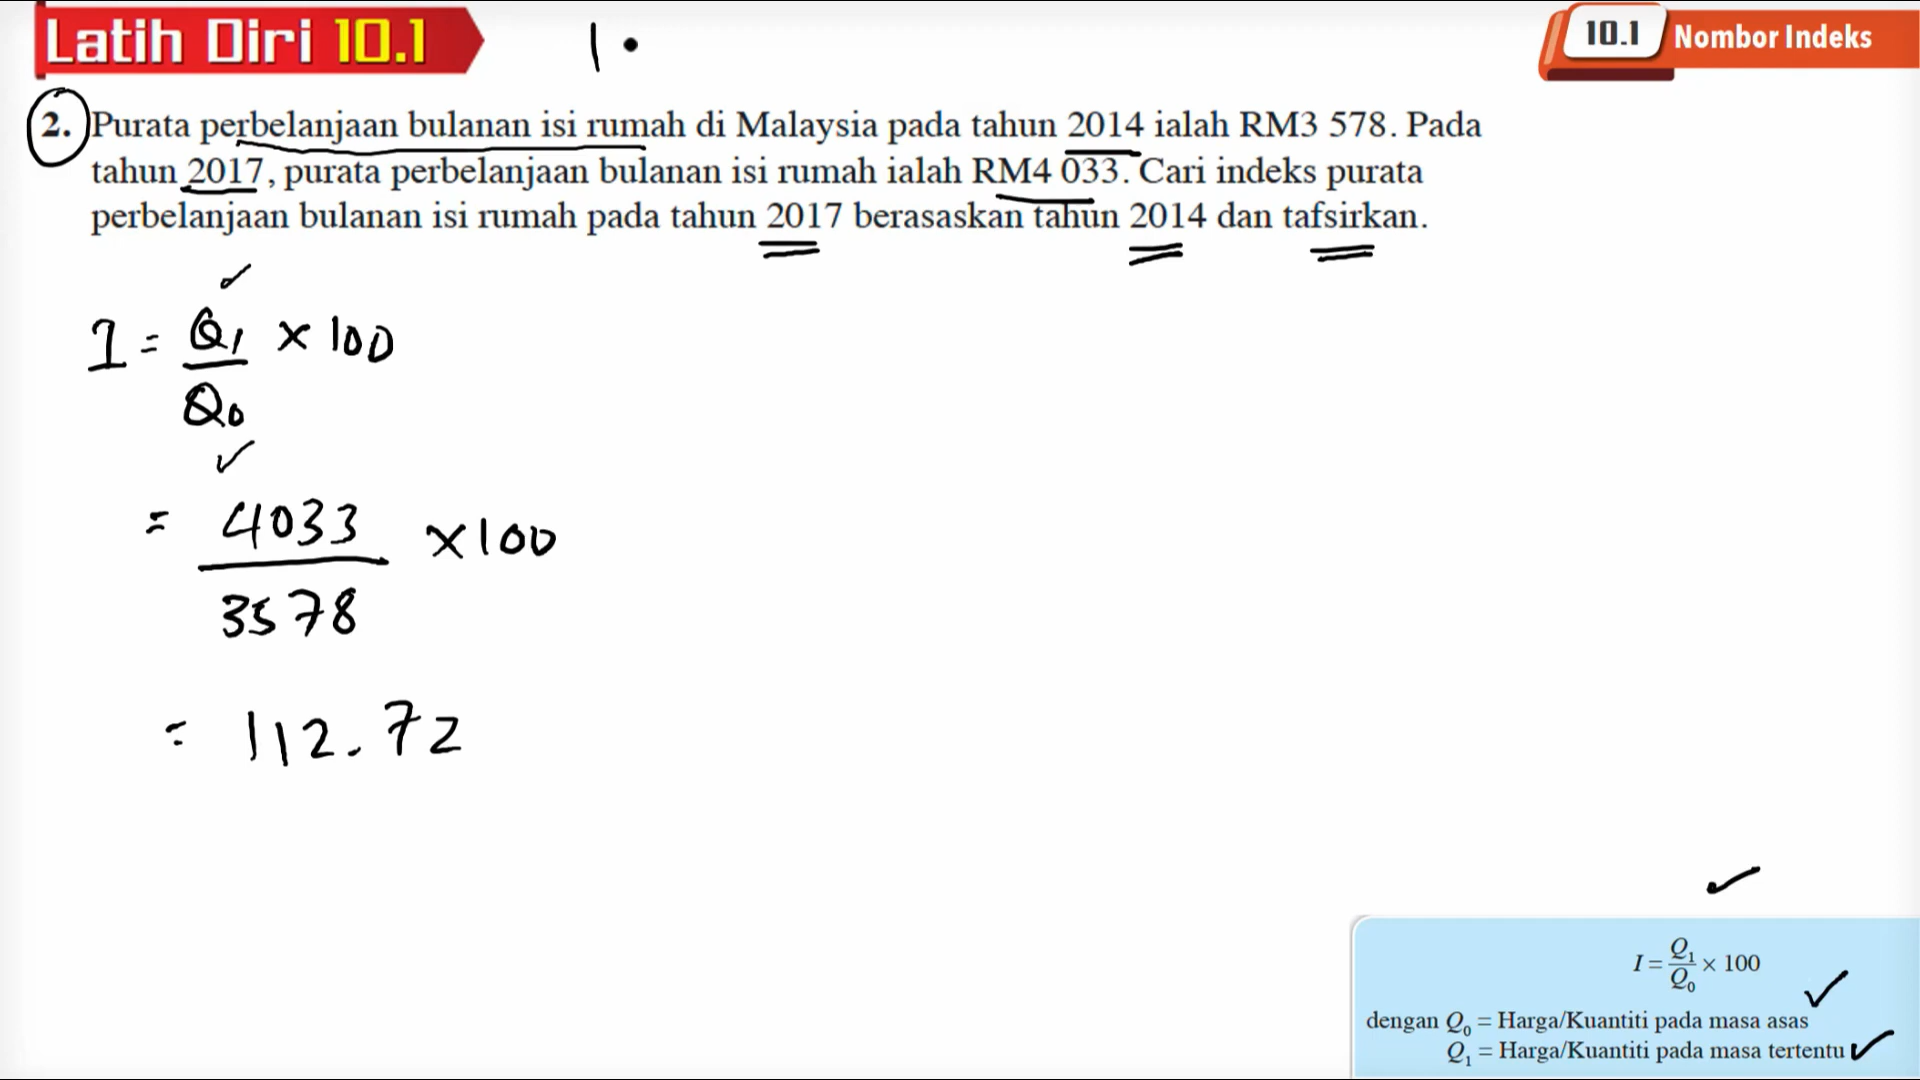 Latih Diri 10.1
1.
10.1 Nombor Indeks
2. Purata perbelanjaan bulanan isi rumah di Malaysia pada tahun 2014 ialah RM3 578. Pada
tahun 2017, purata perbelanjaan bulanan isi rumah ialah RM4 033. Cari indeks purata
perbelanjaan bulanan isi rumah pada tahun 2017 berasaskan tahun 2014 dan tafsirkan.
I = Q₁/Q₀ × 100
= 4033/3578 × 100
= 112.72
I = Q₁/Q₀ × 100
dengan Q₀ = Harga/Kuantiti pada masa asas
Q₁ = Harga/Kuantiti pada masa tertentu